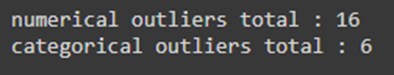 numerical outliers total : 16
categorical outliers total : 6